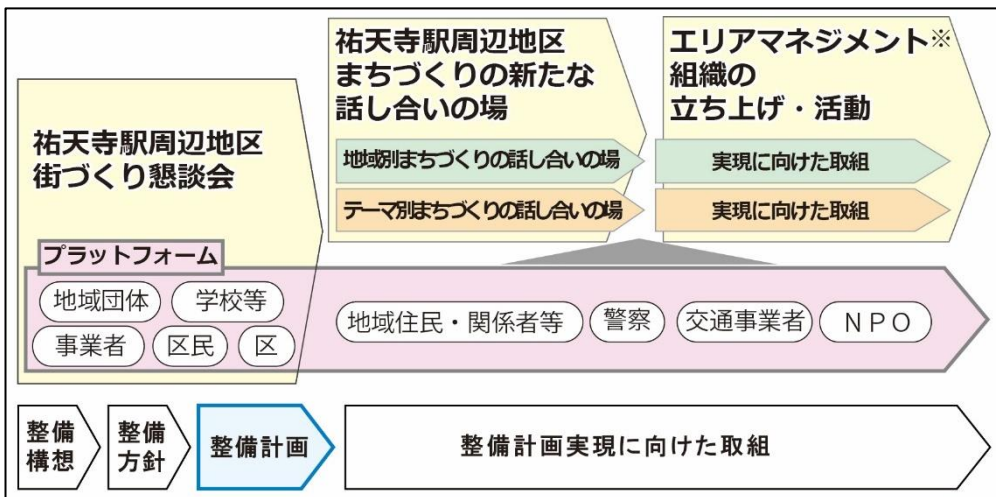 祐天寺駅周辺地区
街づくり懇談会
祐天寺駅周辺地区
まちづくりの新たな
話し合いの場
地域別まちづくりの話し合いの場
テーマ別まちづくりの話し合いの場
エリアマネジメント※
組織の
立ち上げ・活動
実現に向けた取組
実現に向けた取組
プラットフォーム
地域団体
学校等
事業者
区民
区
地域住民・関係者等
警察
交通事業者
NPO
整備
構想
整備
方針
整備計画
整備計画実現に向けた取組